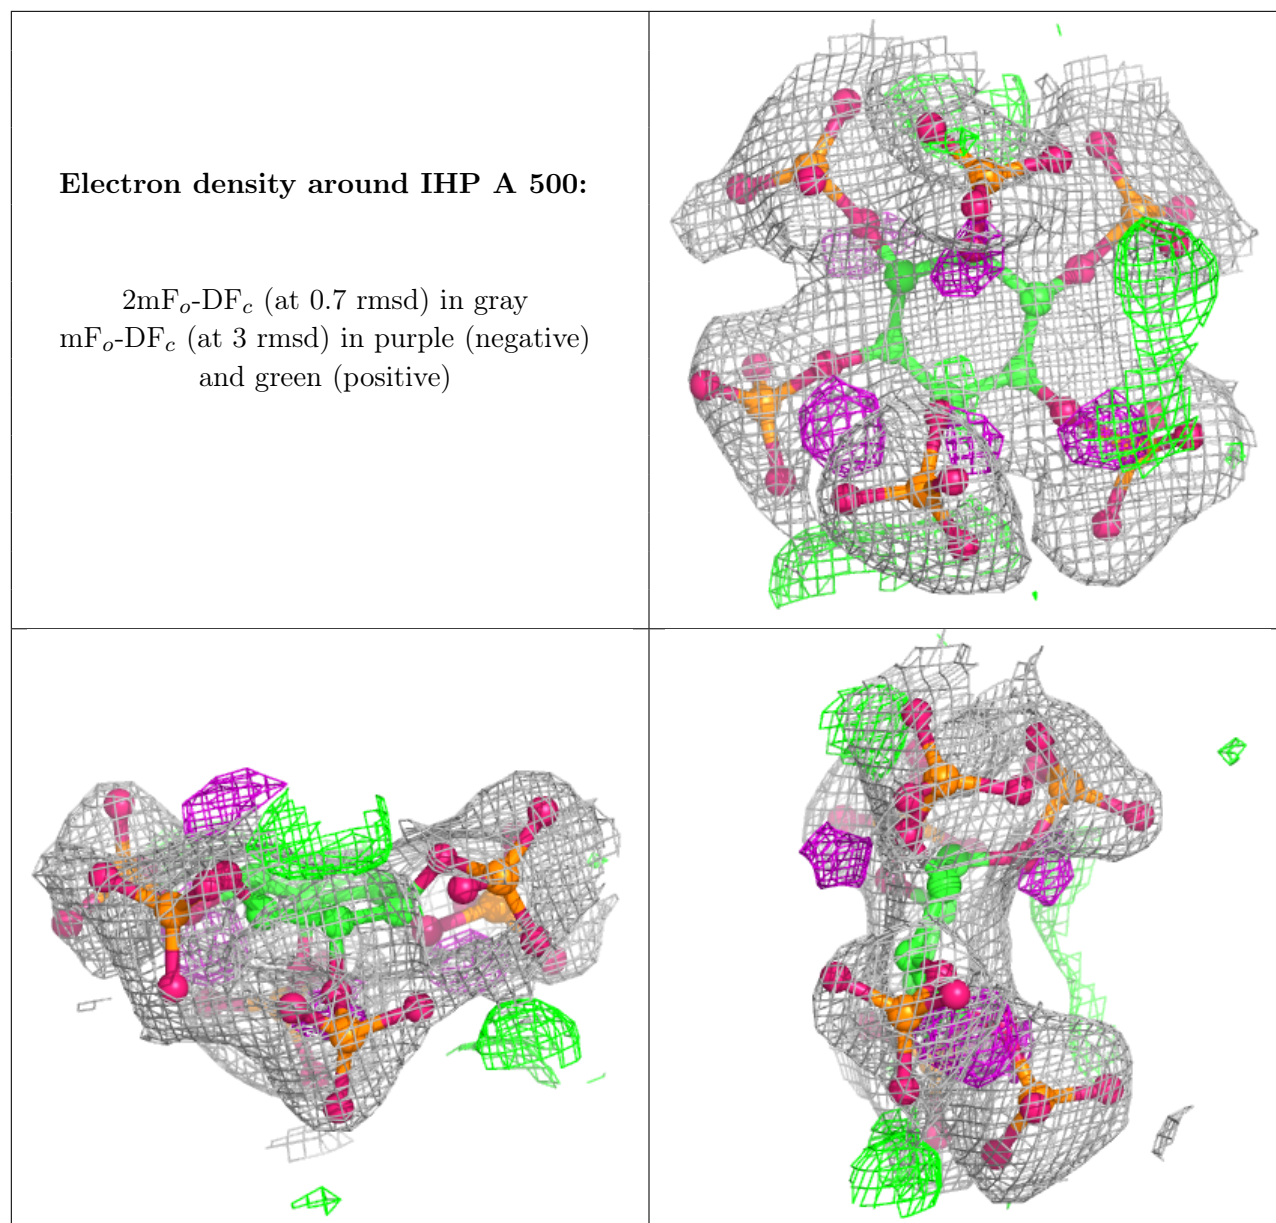 Electron density around IHP A 500:
2mFo-DFc (at 0.7 rmsd) in gray
mFo-DFc (at 3 rmsd) in purple (negative)
and green (positive)